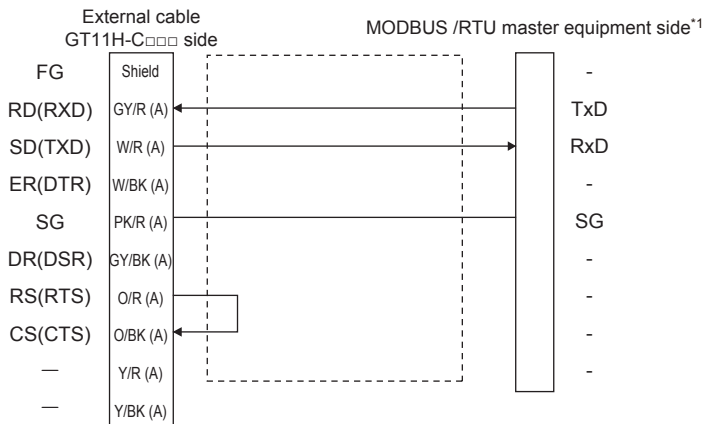 External cable
GT11H-C□□□ side
MODBUS /RTU master equipment side*1
FG Shield -
RD(RXD) GY/R (A) TxD
SD(TXD) W/R (A) RxD
ER(DTR) W/BK (A) -
SG PK/R (A) SG
DR(DSR) GY/BK (A) -
RS(RTS) O/R (A) -
CS(CTS) O/BK (A) -
— Y/R (A) -
— Y/BK (A)